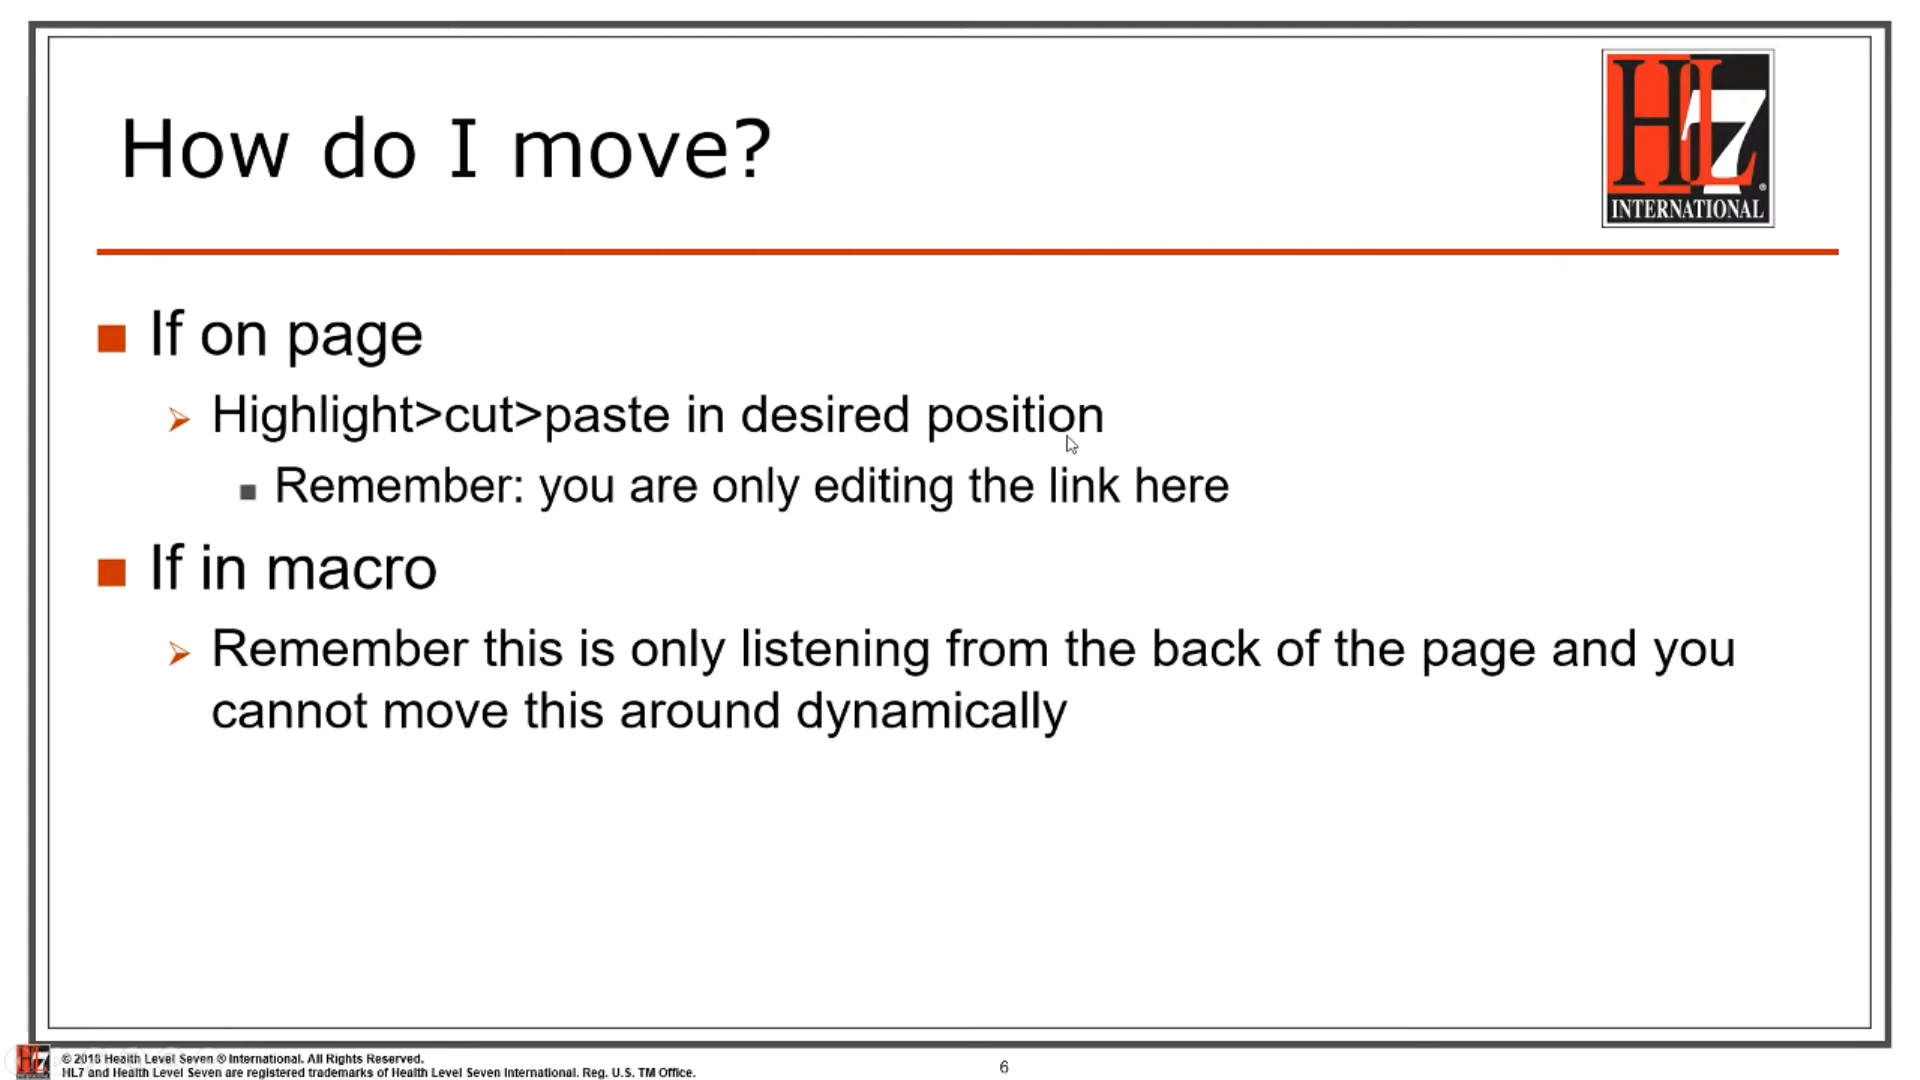 How do I move?
HL7
INTERNATIONAL
If on page
Highlight>cut>paste in desired position
Remember: you are only editing the link here
If in macro
Remember this is only listening from the back of the page and you
cannot move this around dynamically
© 2018 Health Level Seven ® International. All Rights Reserved.
HL7 and Health Level Seven are registered trademarks of Health Level Seven International. Reg. U.S. TM Office.
6